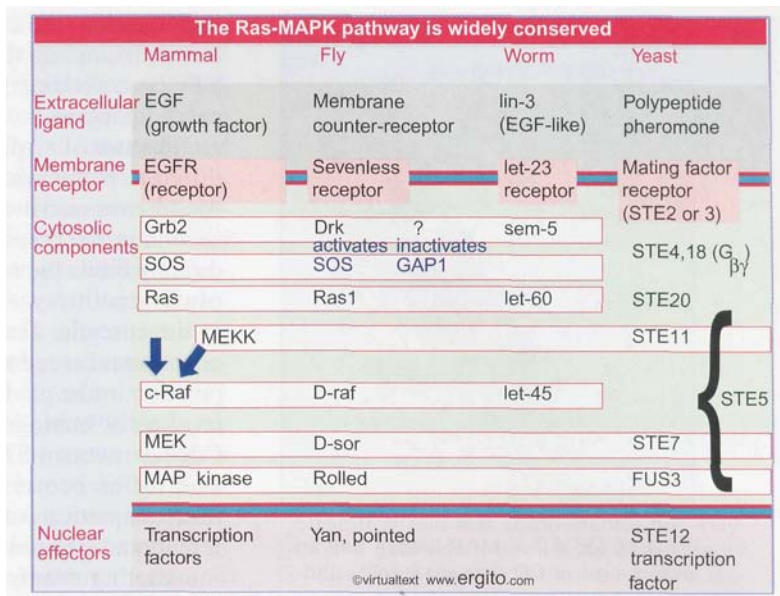 The Ras-MAPK pathway is widely conserved
Mammal Fly Worm Yeast
Extracellular ligand EGF (growth factor) Membrane counter-receptor lin-3 (EGF-like) Polypeptide pheromone
Membrane receptor EGFR (receptor) Sevenless receptor let-23 receptor Mating factor receptor (STE2 or 3)
Cytosolic components Grb2 Drk ? sem-5
activates inactivates
STE4,18 (Gβγ)
SOS SOS GAP1
Ras Ras1 let-60 STE20
MEKK STE11
c-Raf D-raf let-45 STE5
MEK D-sor STE7
MAP kinase Rolled FUS3
Nuclear effectors Transcription factors Yan, pointed STE12 transcription factor
©virtualtext www.ergito.com